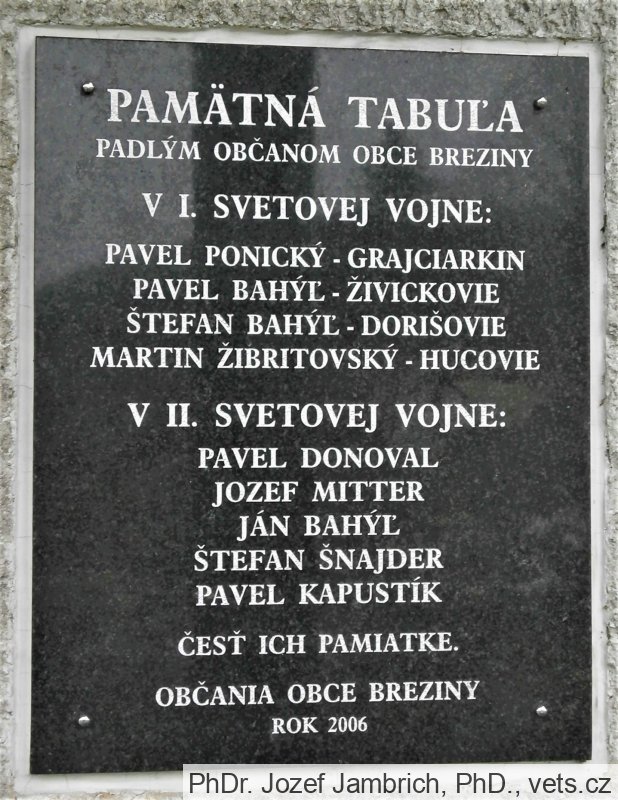 PAMÄTNÁ TABUĽA
PADLÝM OBČANOM OBCE BREZINY
V I. SVETOVEJ VOJNE:
PAVEL PONICKÝ - GRAJCIARKIN
PAVEL BAHÝĽ - ŽIVICKOVIE
ŠTEFAN BAHÝĽ - DORIŠOVIE
MARTIN ŽIBRITOVSKÝ - HUCOVIE
V II. SVETOVEJ VOJNE:
PAVEL DONOVAL
JOZEF MITTER
JÁN BAHÝĽ
ŠTEFAN ŠNAJDER
PAVEL KAPUSTÍK
ČESŤ ICH PAMIATKE.
OBČANIA OBCE BREZINY
ROK 2006
PhDr. Jozef Jambrich, PhD., vets.cz